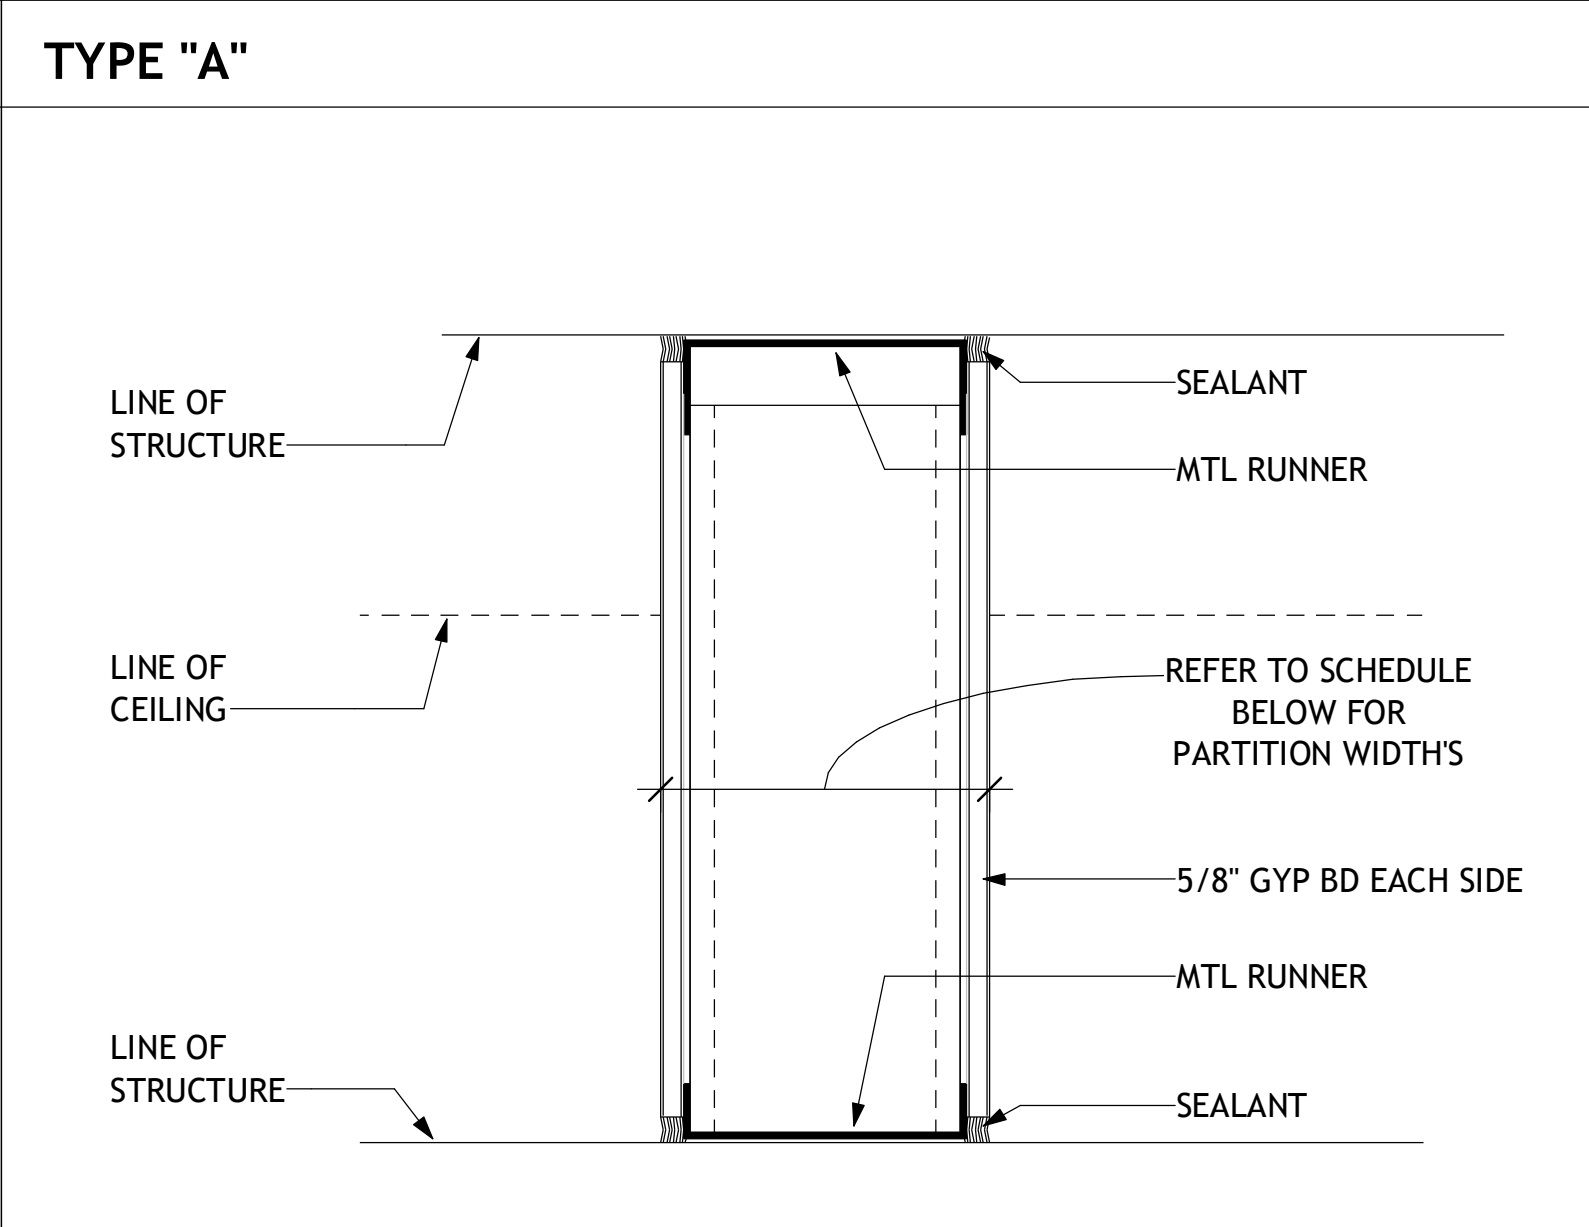 TYPE "A"
LINE OF
STRUCTURE
SEALANT
MTL RUNNER
LINE OF
CEILING
REFER TO SCHEDULE
BELOW FOR
PARTITION WIDTH'S
5/8" GYP BD EACH SIDE
MTL RUNNER
LINE OF
STRUCTURE
SEALANT